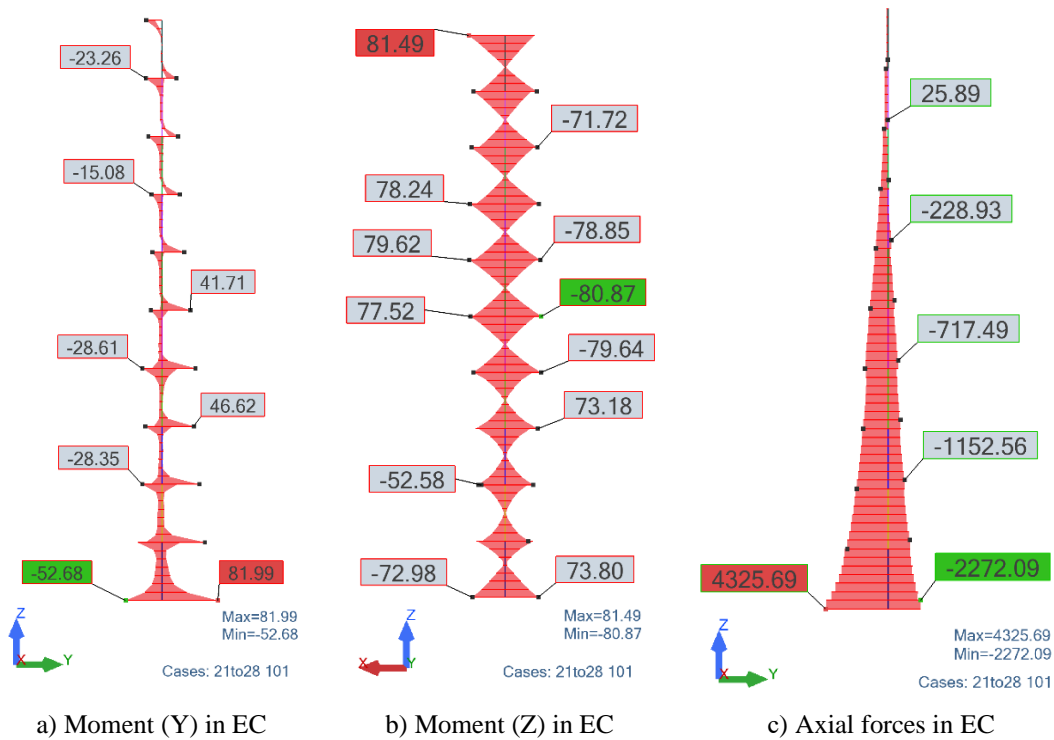 -23.26
-15.08
41.71
-28.61
46.62
-28.35
-52.68
81.99
Max=81.99
Min=-52.68
Z
X
Y
Cases: 21to28 101
a) Moment (Y) in EC
81.49
-71.72
78.24
-78.85
79.62
-80.87
77.52
-79.64
73.18
-52.58
-72.98
73.80
Max=81.49
Min=-80.87
Z
X
Y
Cases: 21to28 101
b) Moment (Z) in EC
25.89
-228.93
-717.49
-1152.56
4325.69
-2272.09
Max=4325.69
Min=-2272.09
Z
X
Y
Cases: 21to28 101
c) Axial forces in EC